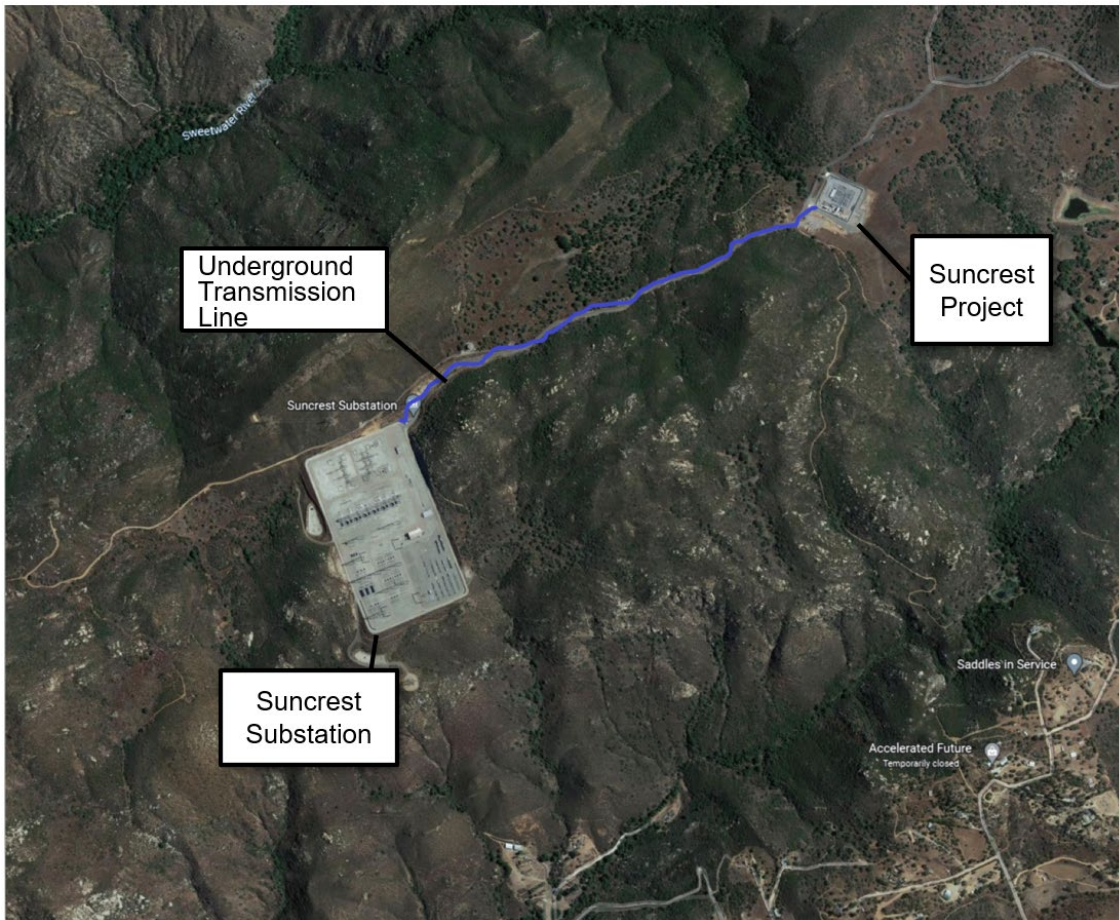 Sweetwater River
Underground
Transmission
Line
Suncrest
Project
Suncrest Substation
Suncrest
Substation
Saddles in Service
Accelerated Future
Temporarily closed